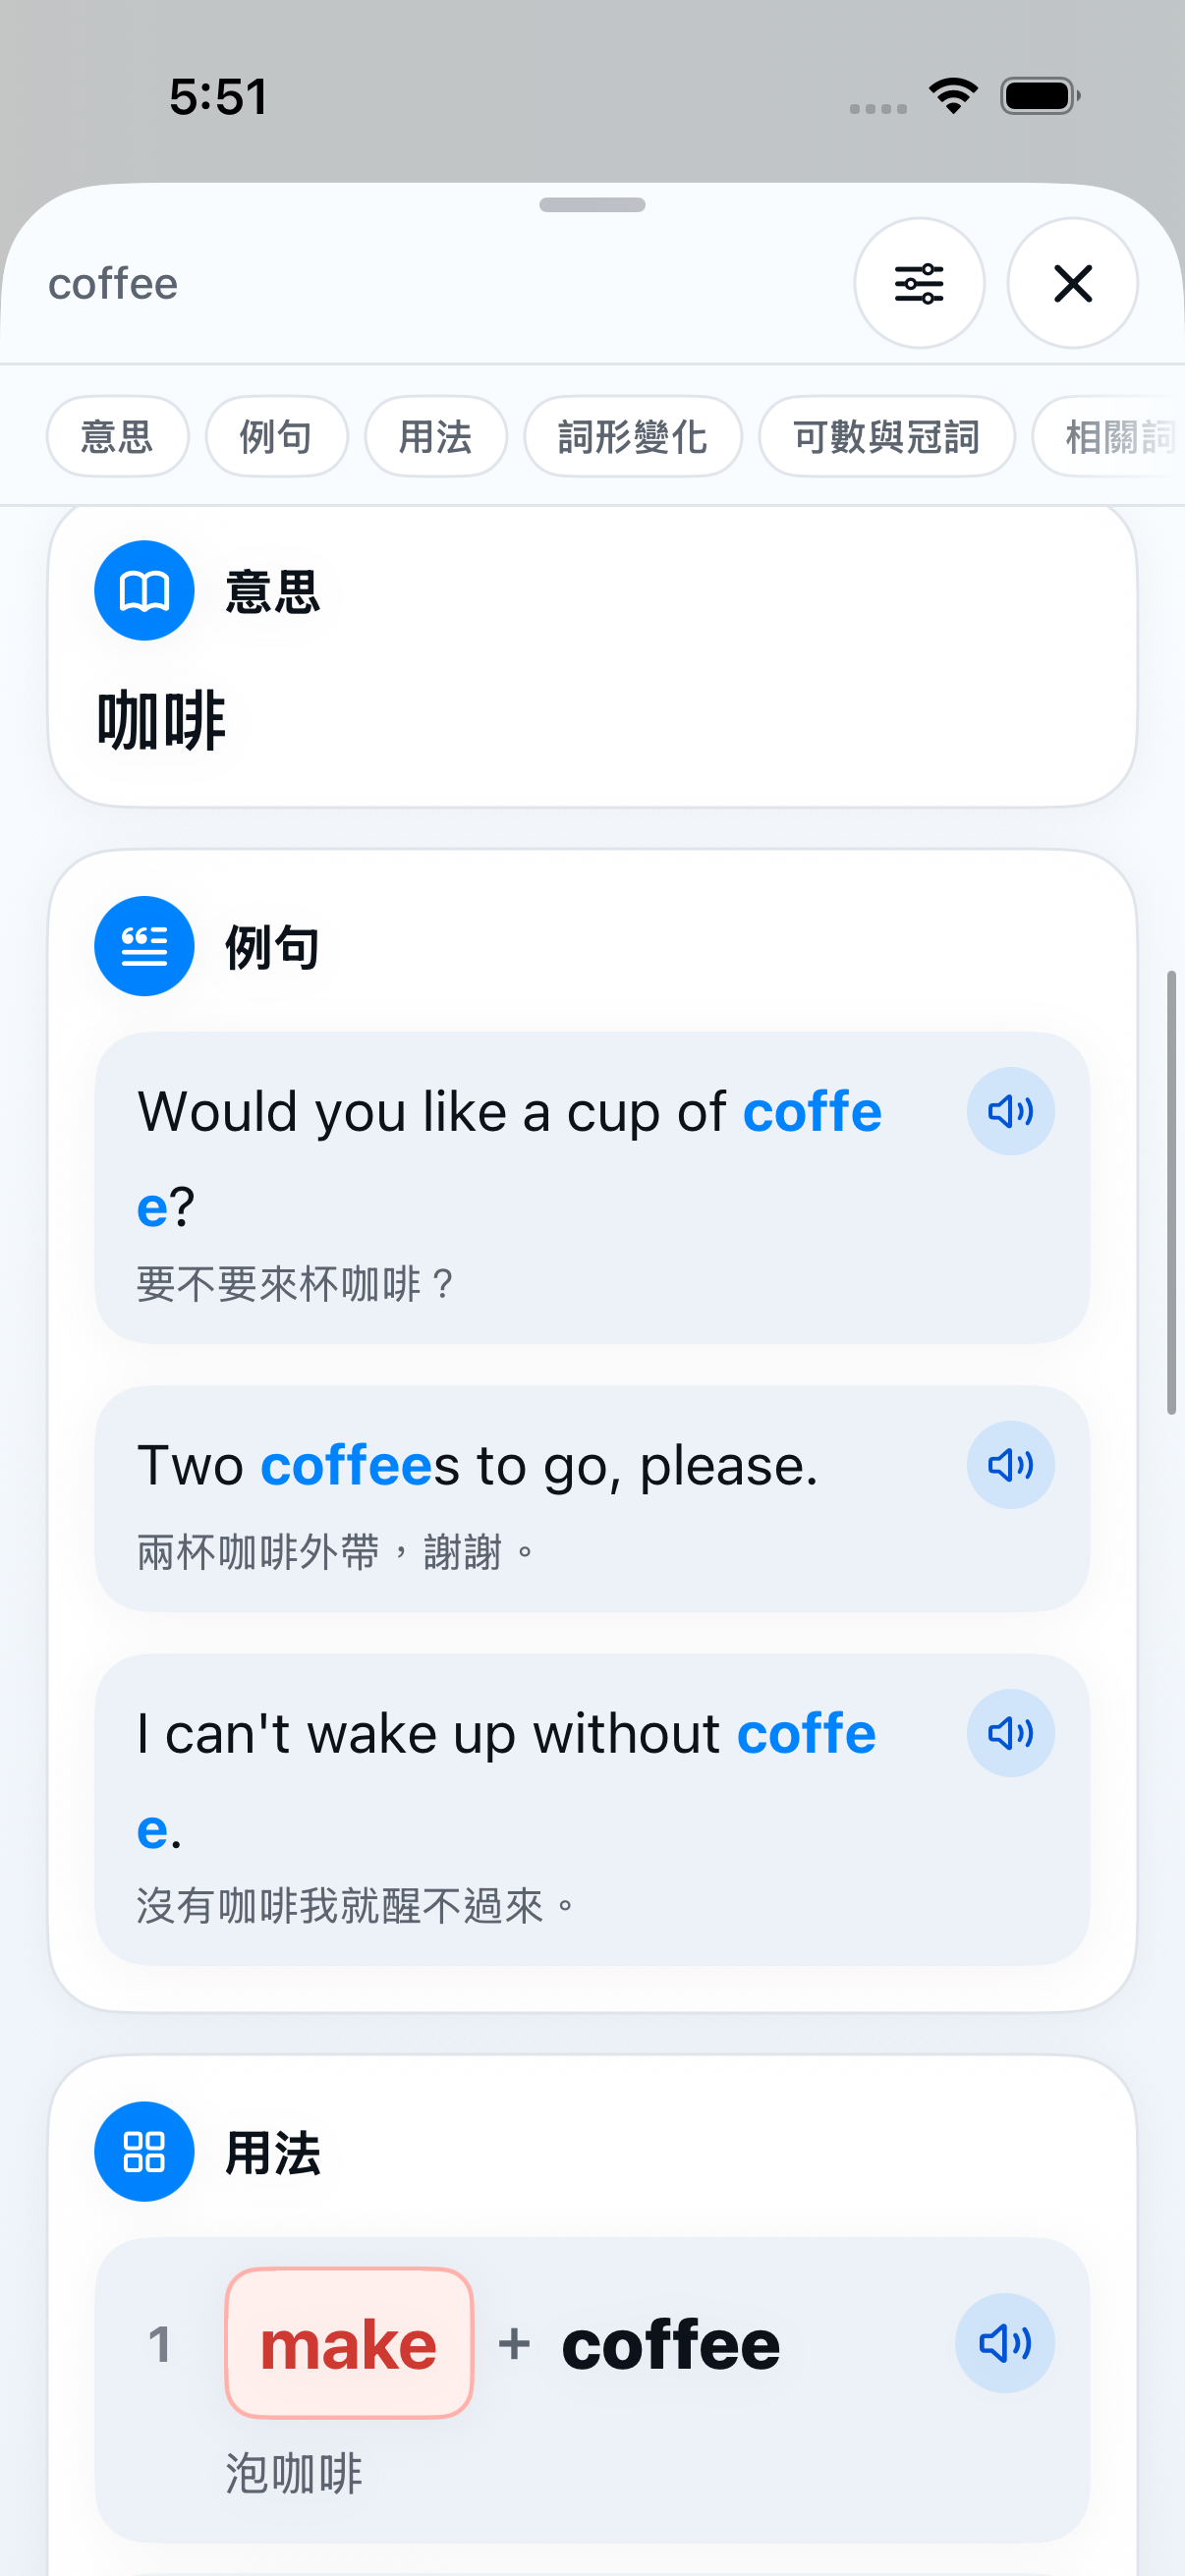 5:51
coffee
意思
例句
用法
詞形變化
可數與冠詞
相關詞
意思
咖啡
例句
Would you like a cup of coffe
e?
要不要來杯咖啡？
Two coffees to go, please.
兩杯咖啡外帶，謝謝。
I can't wake up without coffe
e.
沒有咖啡我就醒不過來。
用法
1 make + coffee
泡咖啡